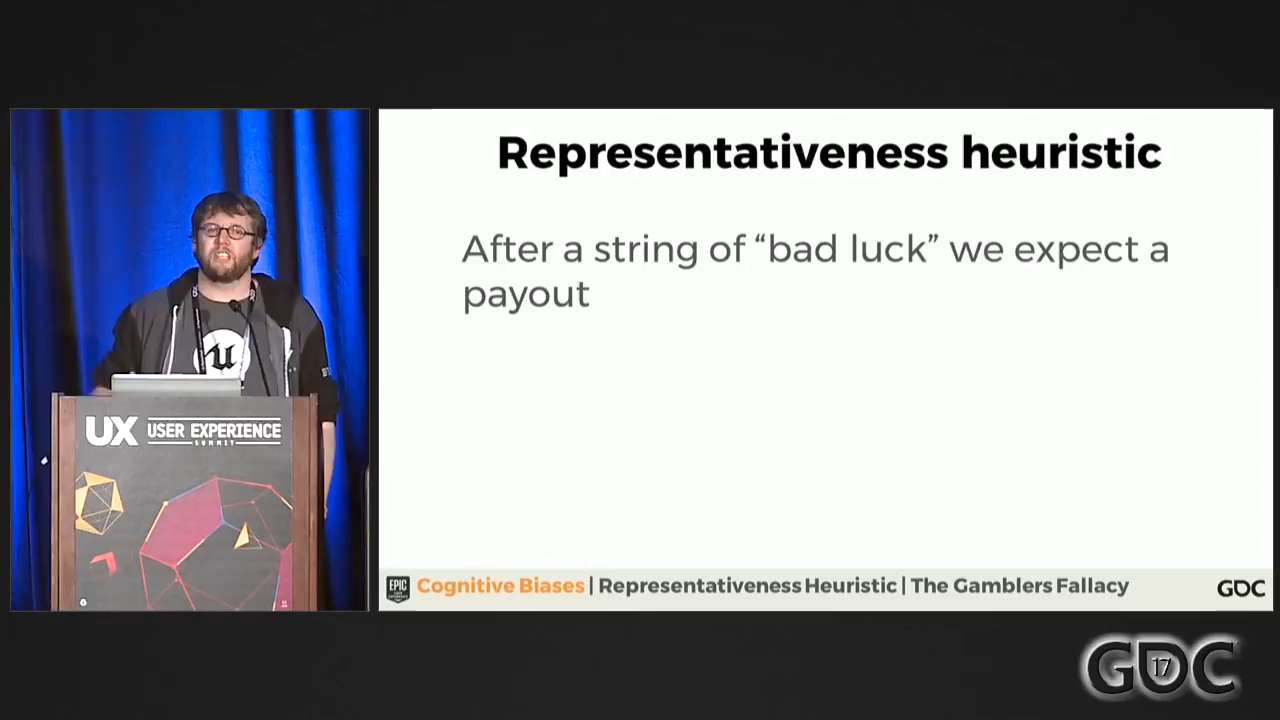 Representativeness heuristic
After a string of “bad luck” we expect a
payout
u
UX USER EXPERIENCE
SUMMIT
EPIC
Cognitive Biases | Representativeness Heuristic | The Gamblers Fallacy
GDC
GDC
17